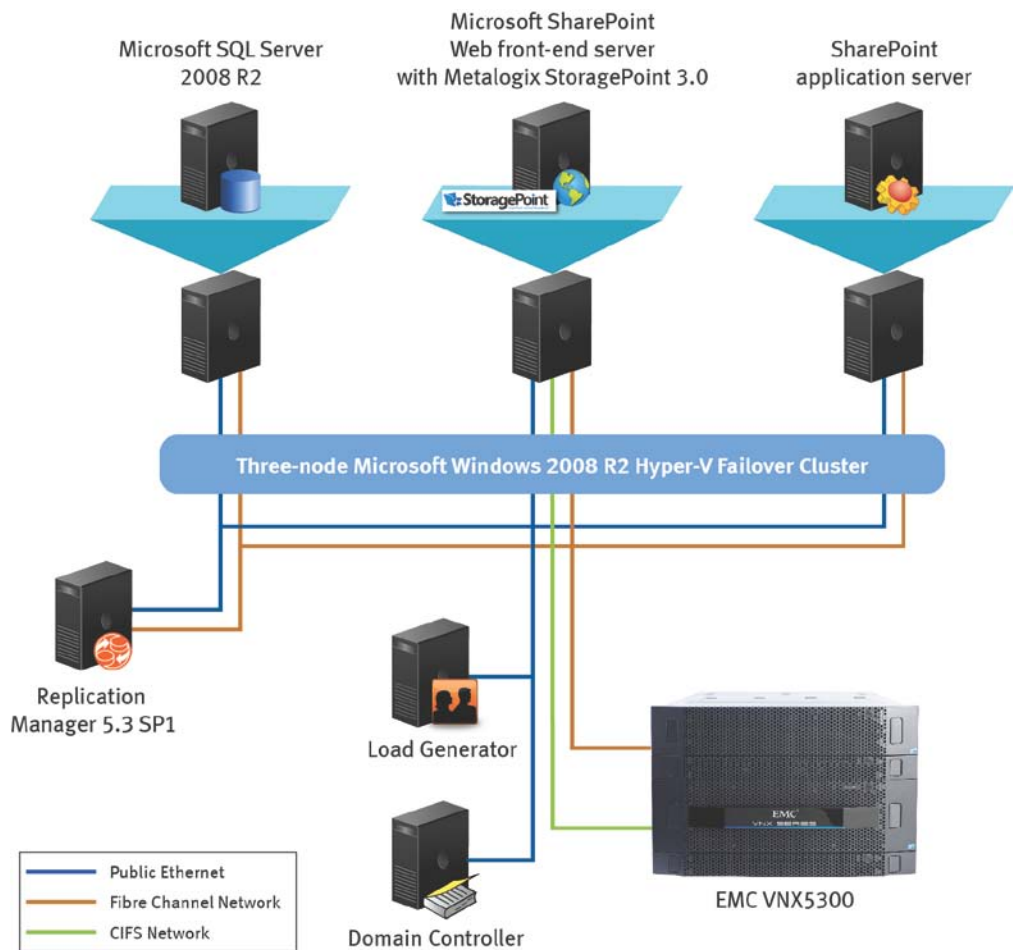 Microsoft SQL Server
2008 R2
Microsoft SharePoint
Web front-end server
with Metalogix StoragePoint 3.0
SharePoint
application server
StoragePoint
Three-node Microsoft Windows 2008 R2 Hyper-V Failover Cluster
Replication
Manager 5.3 SP1
Load Generator
Domain Controller
EMC
VNX SERIES
EMC VNX5300
Public Ethernet
Fibre Channel Network
CIFS Network